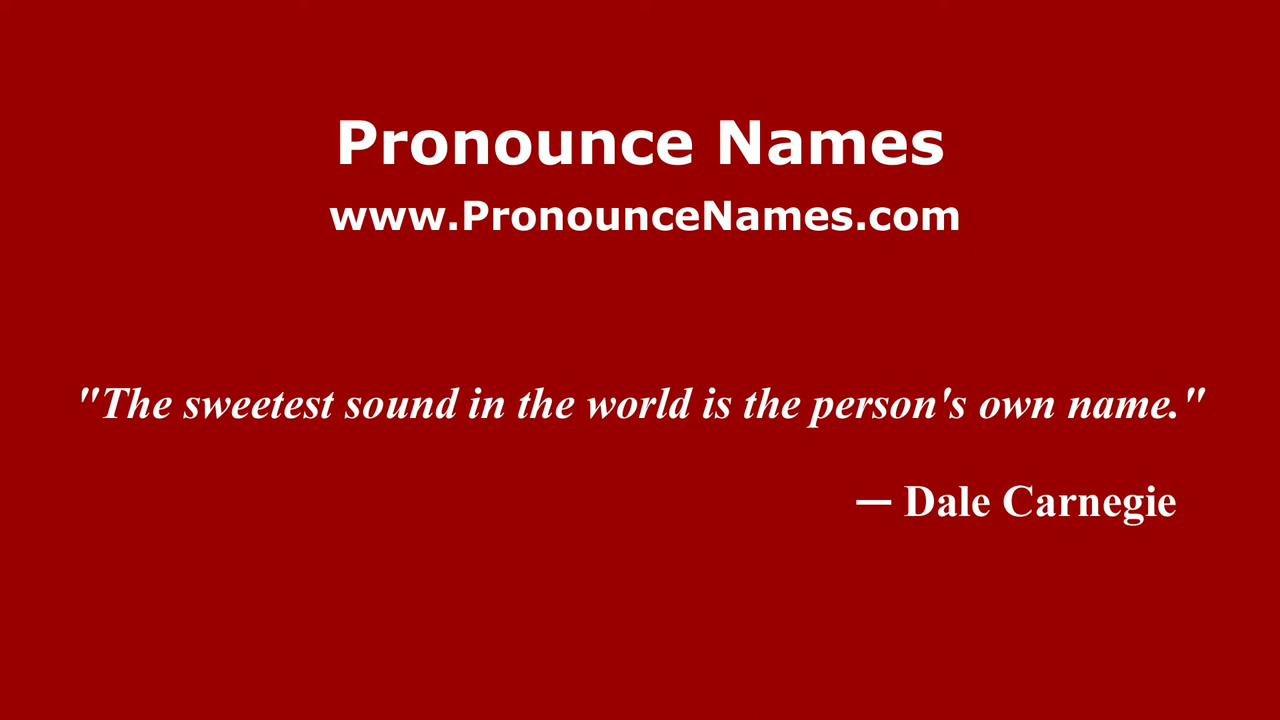 Pronounce Names
www.PronounceNames.com
"The sweetest sound in the world is the person's own name."
— Dale Carnegie